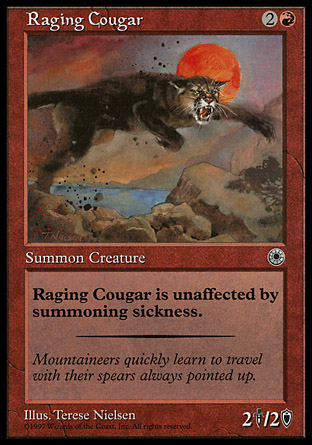 Raging Cougar 2
Summon Creature
Raging Cougar is unaffected by
summoning sickness.
Mountaineers quickly learn to travel
with their spears always pointed up.
Illus. Terese Nielsen
2/2
©1997 Wizards of the Coast, Inc. All rights reserved.